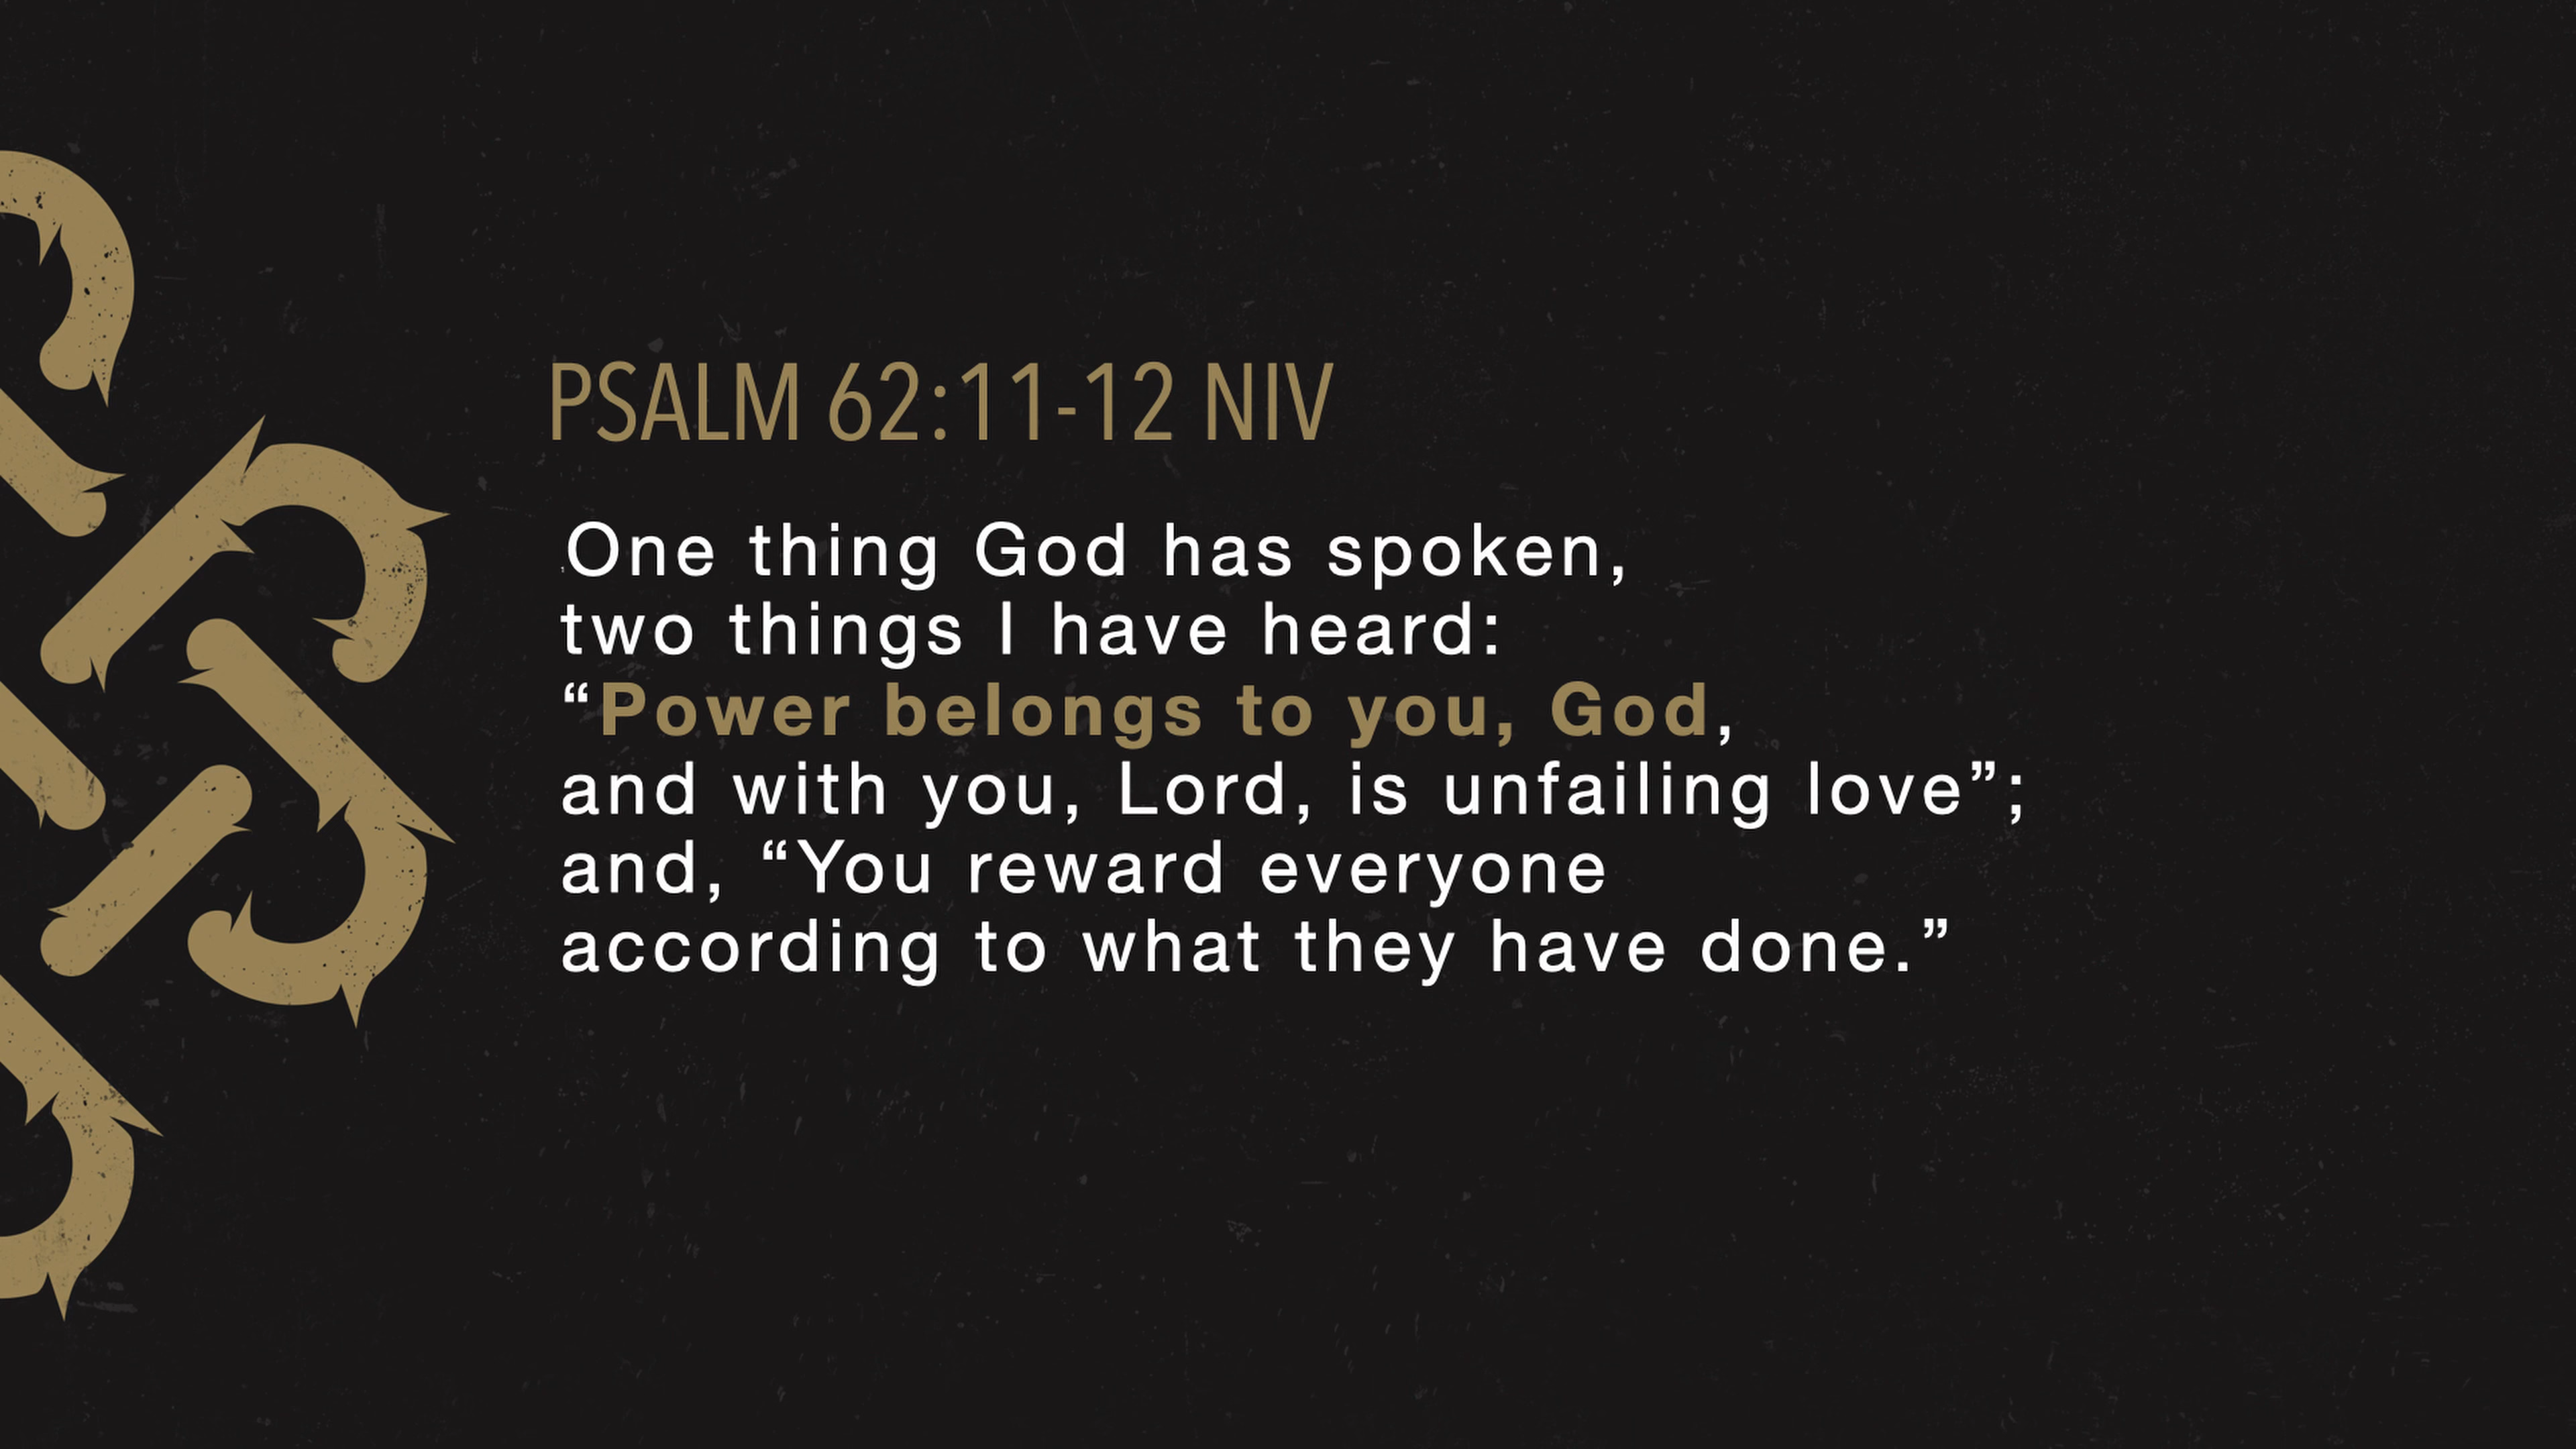 PSALM 62:11-12 NIV
One thing God has spoken,
two things I have heard:
“Power belongs to you, God,
and with you, Lord, is unfailing love”;
and, “You reward everyone
according to what they have done.”